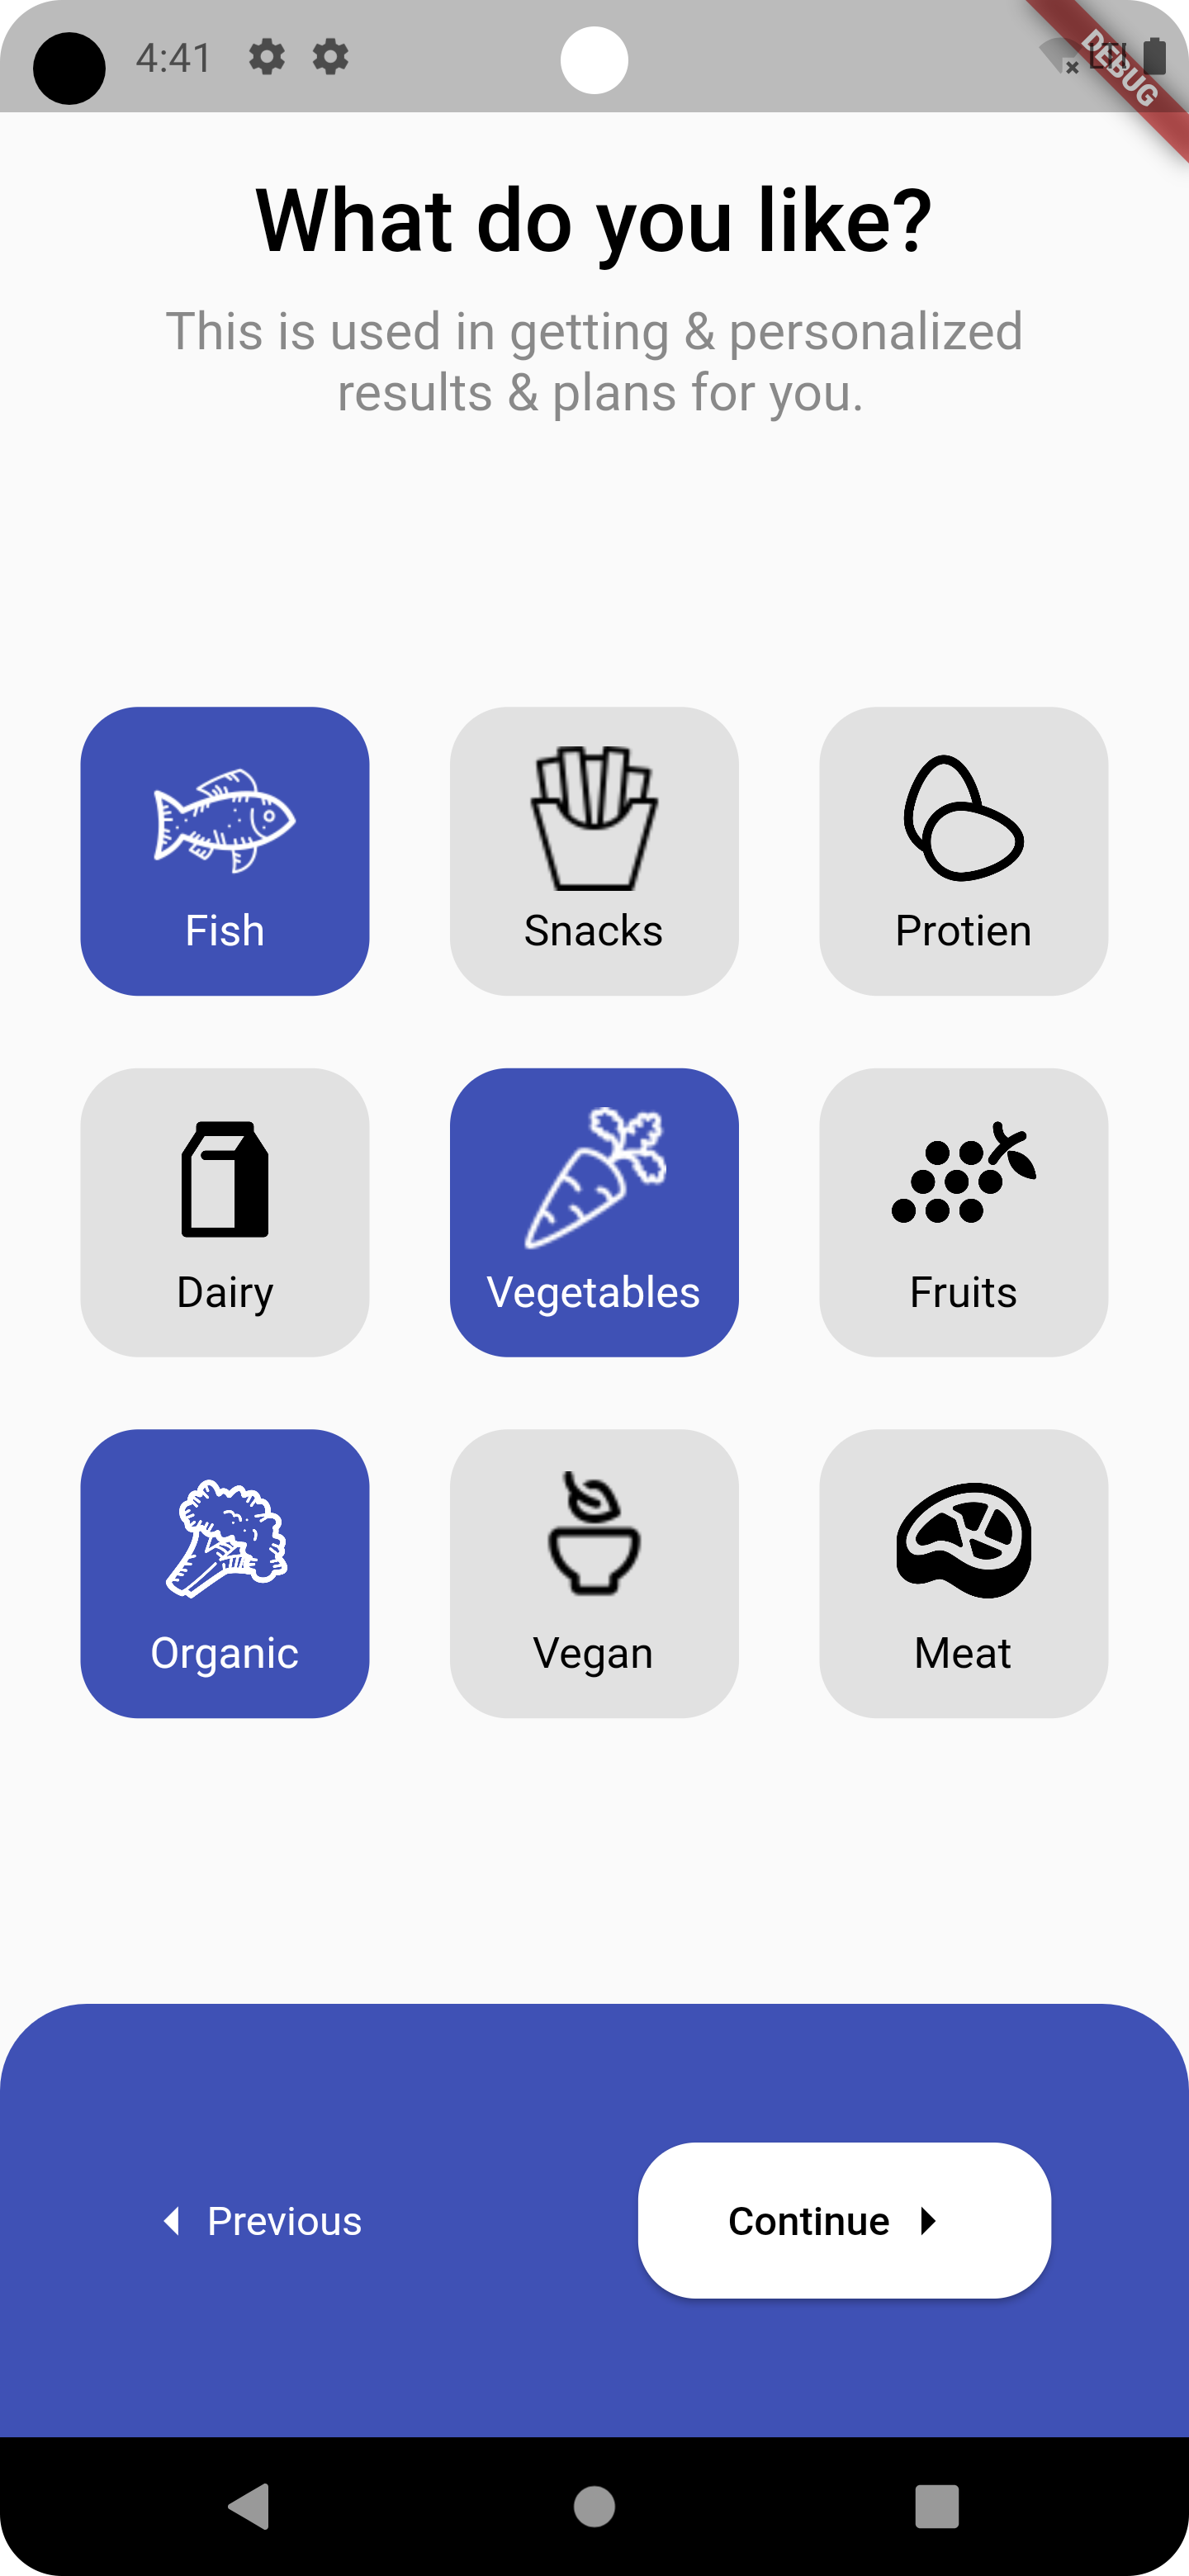 4:41
DEBUG
What do you like?
This is used in getting & personalized
results & plans for you.
Fish
Snacks
Protien
Dairy
Vegetables
Fruits
Organic
Vegan
Meat
Previous
Continue